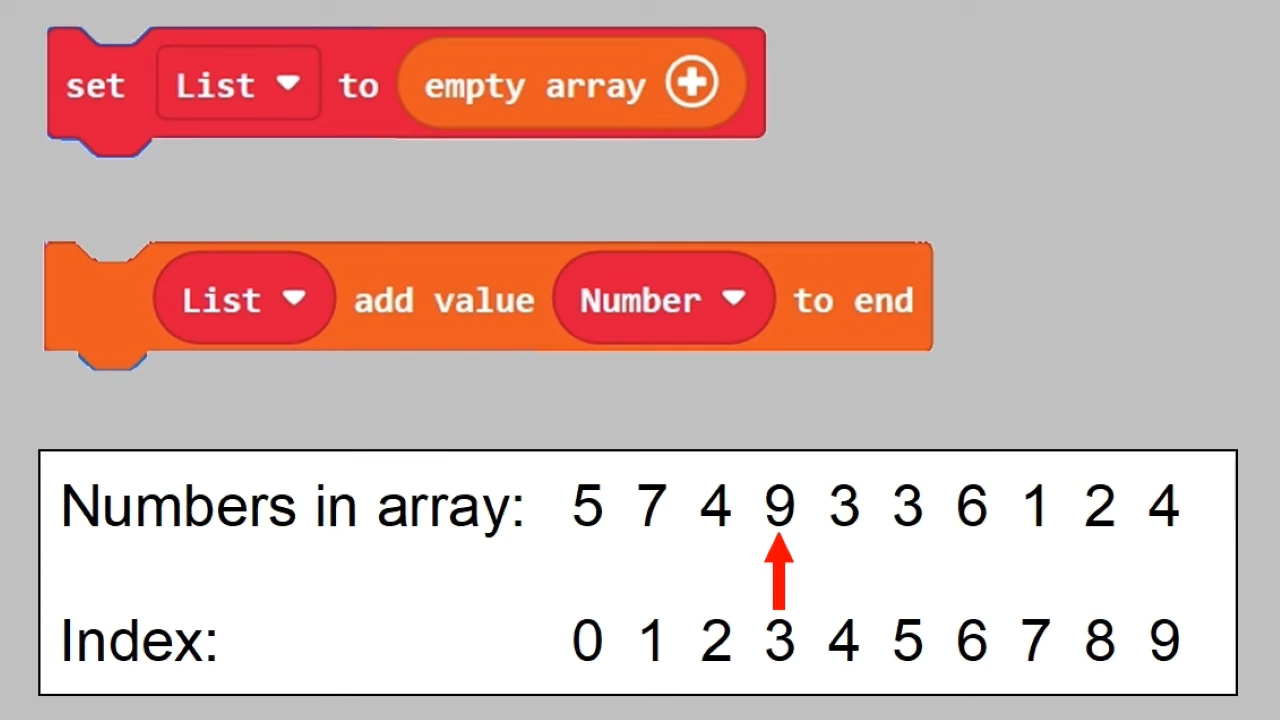 set List to empty array
List add value Number to end
Numbers in array: 5 7 4 9 3 3 6 1 2 4
Index: 0 1 2 3 4 5 6 7 8 9